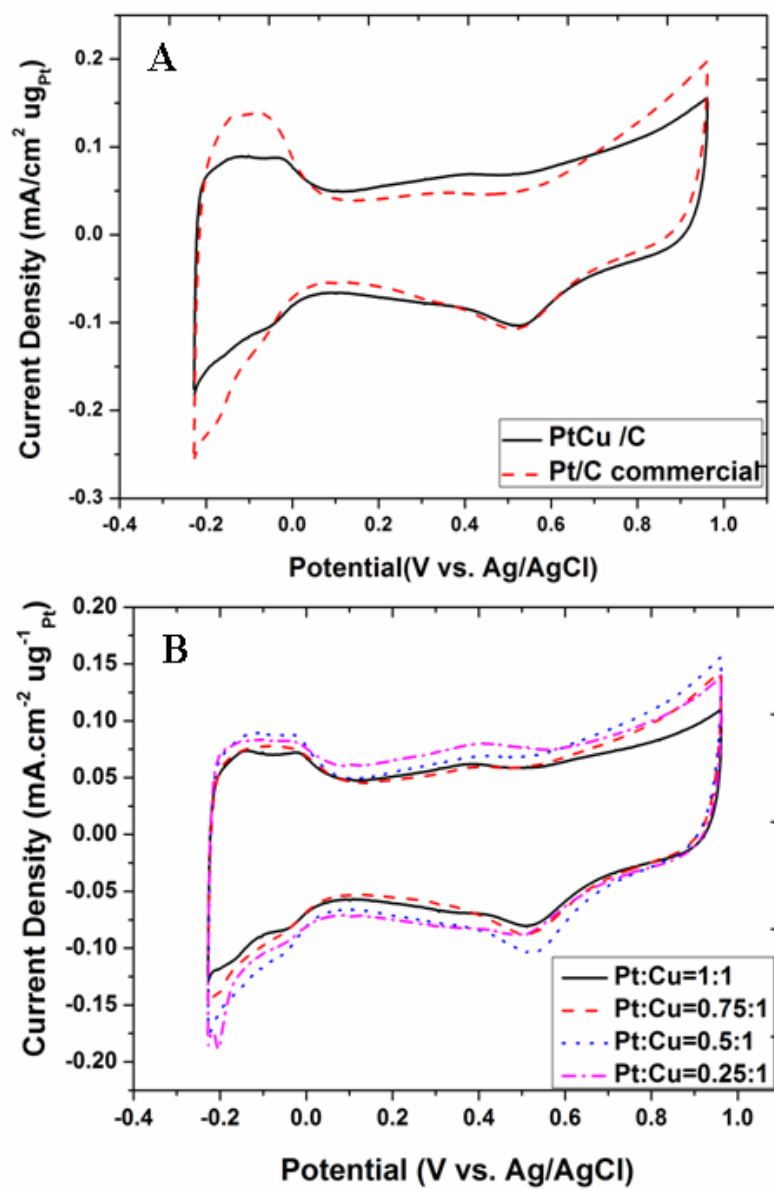 A
Current Density (mA/cm² ug_Pt)
0.2
0.1
0.0
-0.1
-0.2
-0.3
PtCu /C
Pt/C commercial
-0.4 -0.2 0.0 0.2 0.4 0.6 0.8 1.0
Potential(V vs. Ag/AgCl)
B
Current Density (mA.cm⁻² ug⁻¹_Pt)
0.20
0.15
0.10
0.05
0.00
-0.05
-0.10
-0.15
-0.20
Pt:Cu=1:1
Pt:Cu=0.75:1
Pt:Cu=0.5:1
Pt:Cu=0.25:1
-0.4 -0.2 0.0 0.2 0.4 0.6 0.8 1.0
Potential (V vs. Ag/AgCl)